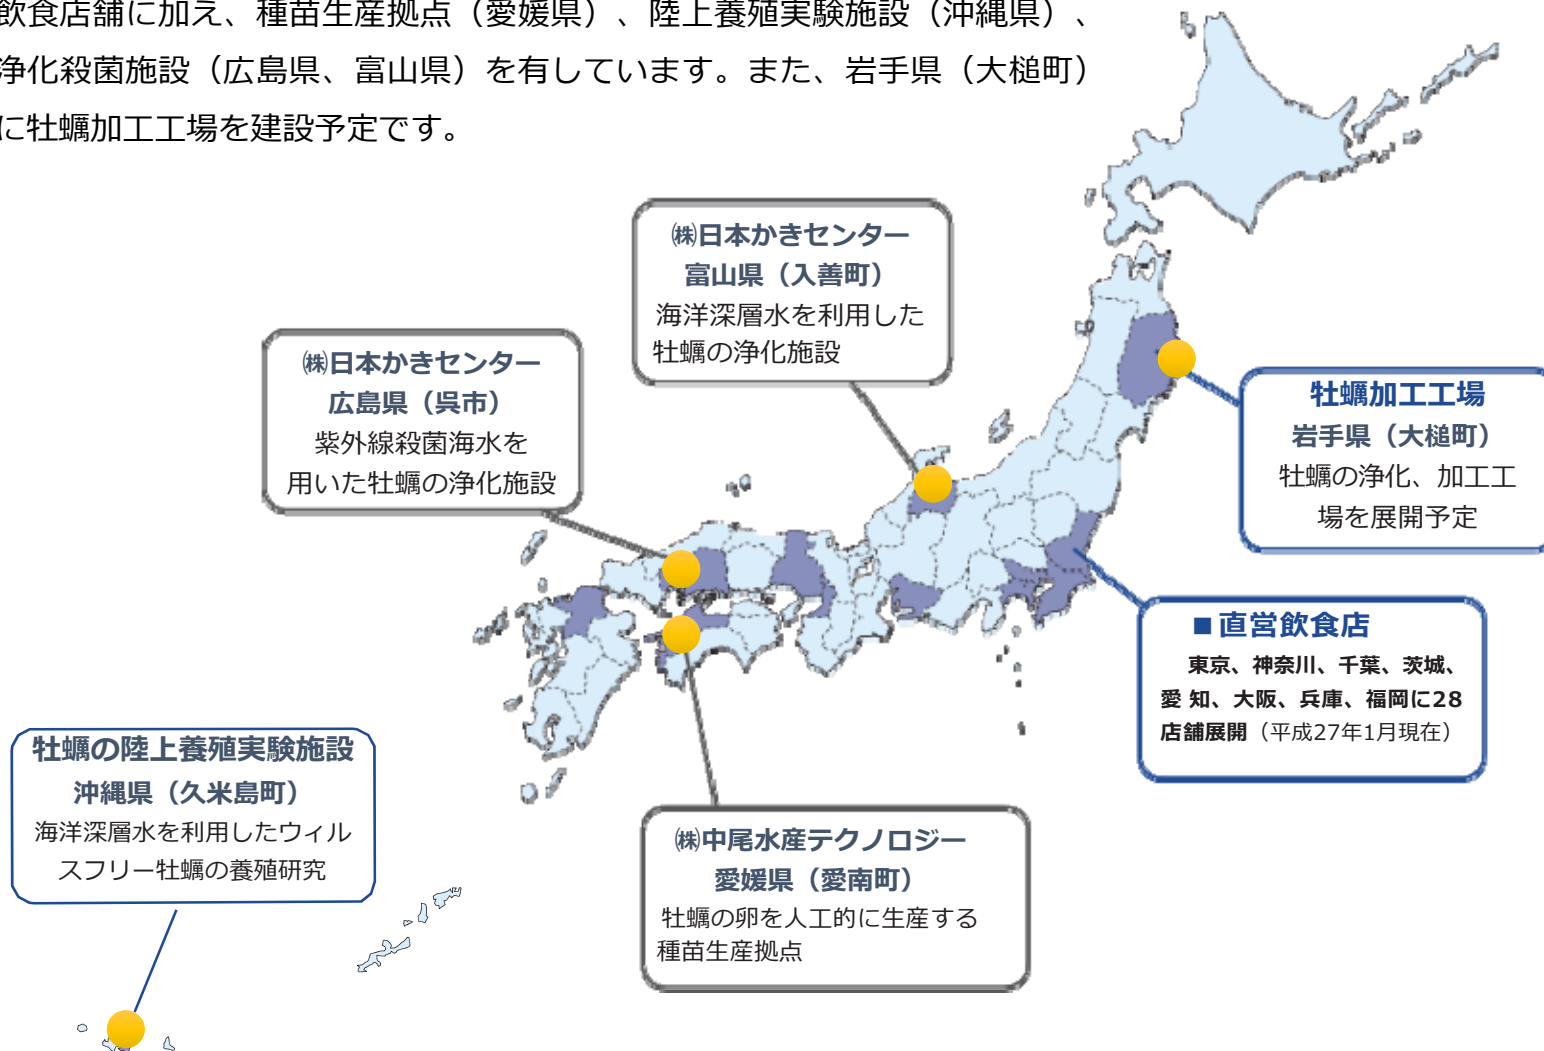 飲食店舗に加え、種苗生産拠点（愛媛県）、陸上養殖実験施設（沖縄県）、
浄化殺菌施設（広島県、富山県）を有しています。また、岩手県（大槌町）
に牡蠣加工工場を建設予定です。
㈱日本かきセンター
富山県（入善町）
海洋深層水を利用した
牡蠣の浄化施設
㈱日本かきセンター
広島県（呉市）
紫外線殺菌海水を
用いた牡蠣の浄化施設
牡蠣加工工場
岩手県（大槌町）
牡蠣の浄化、加工工
場を展開予定
■直営飲食店
東京、神奈川、千葉、茨城、
愛 知、大阪、兵庫、福岡に28
店舗展開（平成27年1月現在）
牡蠣の陸上養殖実験施設
沖縄県（久米島町）
海洋深層水を利用したウィル
スフリー牡蠣の養殖研究
㈱中尾水産テクノロジー
愛媛県（愛南町）
牡蠣の卵を人工的に生産する
種苗生産拠点